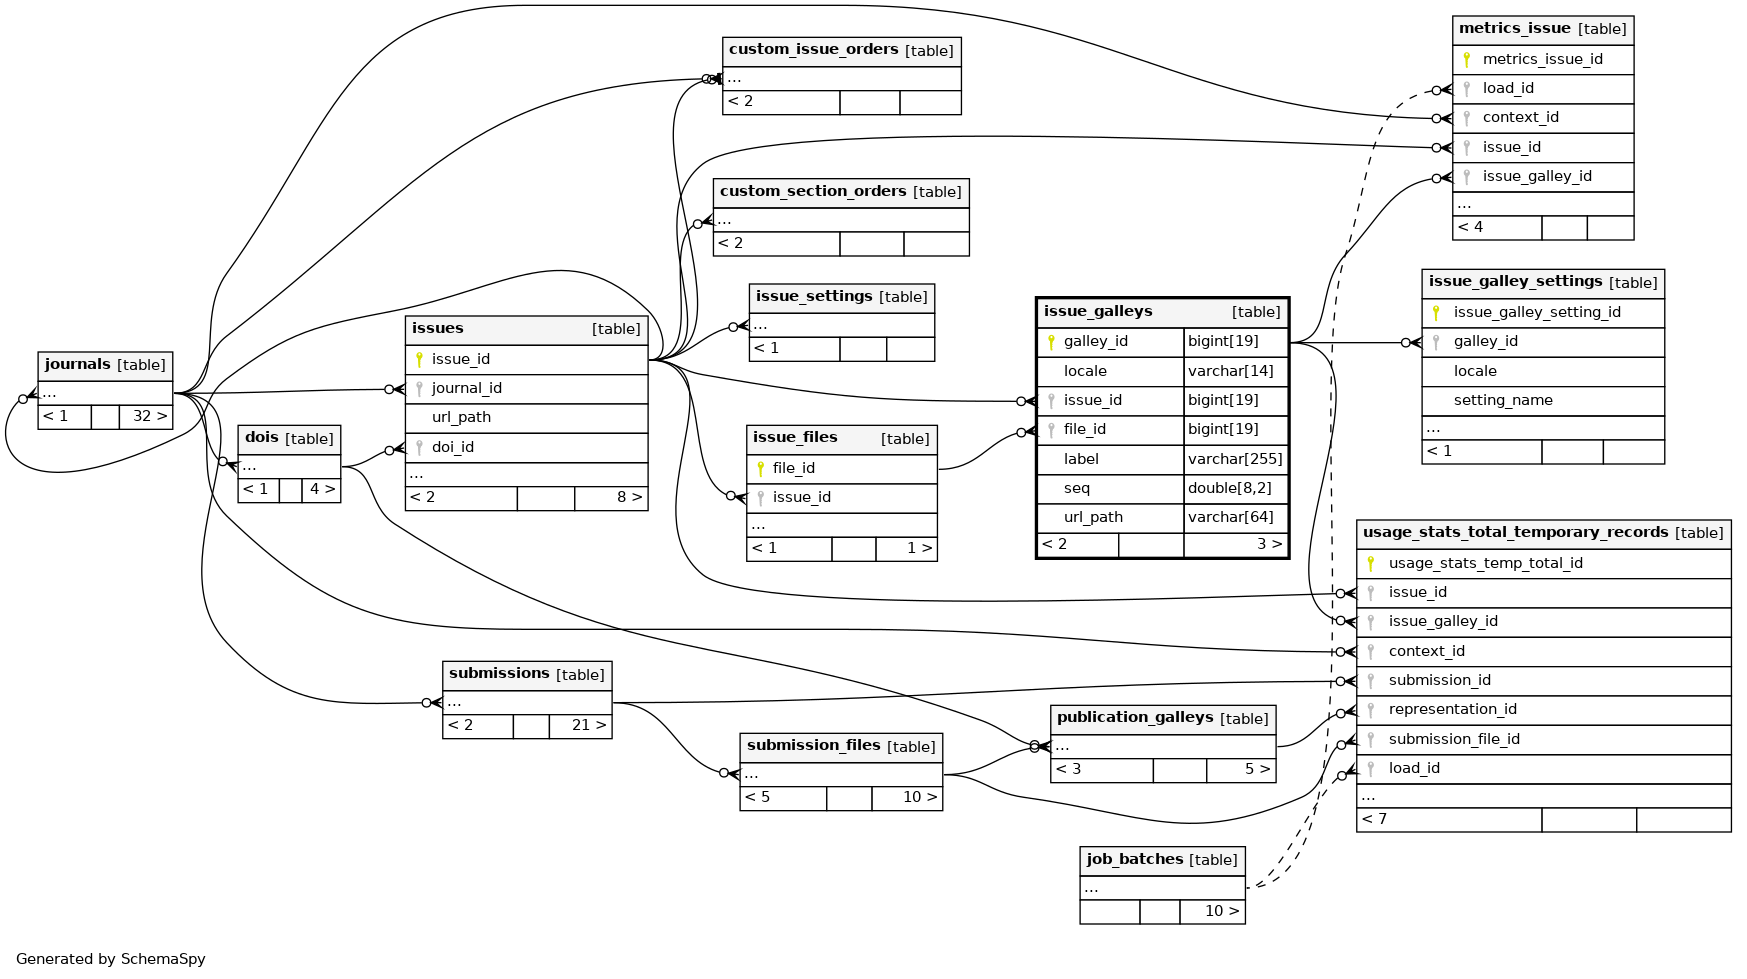 custom_issue_orders [table]
...
< 2
metrics_issue [table]
metrics_issue_id
load_id
context_id
issue_id
issue_galley_id
...
< 4
custom_section_orders [table]
...
< 2
issue_settings [table]
...
< 1
issue_galley_settings [table]
issue_galley_setting_id
galley_id
locale
setting_name
...
< 1
journals [table]
...
< 1 32 >
issues [table]
issue_id
journal_id
url_path
doi_id
...
< 2 8 >
dois [table]
...
< 1 4 >
issue_files [table]
file_id
issue_id
...
< 1 1 >
issue_galleys [table]
galley_id bigint[19]
locale varchar[14]
issue_id bigint[19]
file_id bigint[19]
label varchar[255]
seq double[8,2]
url_path varchar[64]
< 2 3 >
usage_stats_total_temporary_records [table]
usage_stats_temp_total_id
issue_id
issue_galley_id
context_id
submission_id
representation_id
submission_file_id
load_id
...
< 7
submissions [table]
...
< 2 21 >
submission_files [table]
...
< 5 10 >
publication_galleys [table]
...
< 3 5 >
job_batches [table]
...
10 >
Generated by SchemaSpy